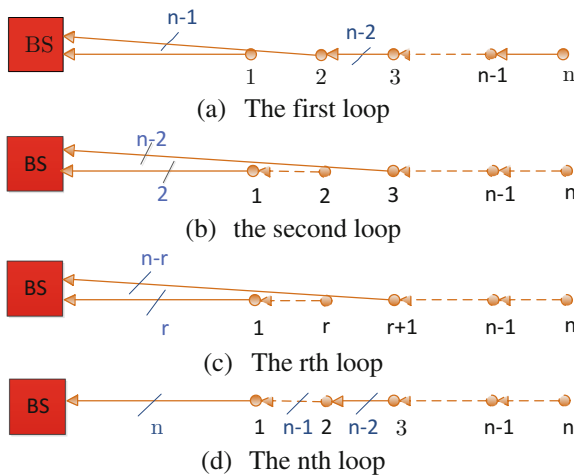 n-1
BS
n-2
1 2 3 n-1 n
(a) The first loop
n-2
BS
2
1 2 3 n-1 n
(b) the second loop
n-r
BS
r
1 r r+1 n-1 n
(c) The rth loop
BS
n 1 n-1 2 n-2 3 n-1 n
(d) The nth loop